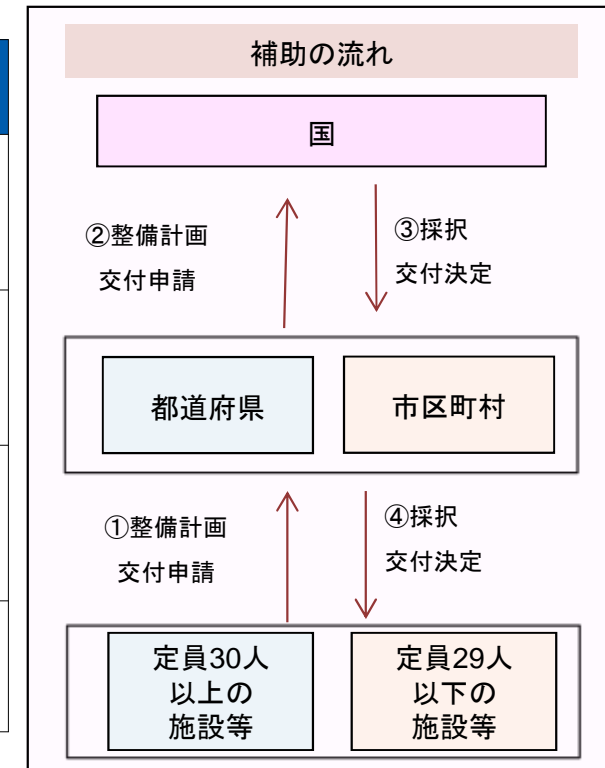 補助の流れ
国
②整備計画
交付申請
③採択
交付決定
都道府県
市区町村
①整備計画
交付申請
④採択
交付決定
定員30人
以上の
施設等
定員29人
以下の
施設等